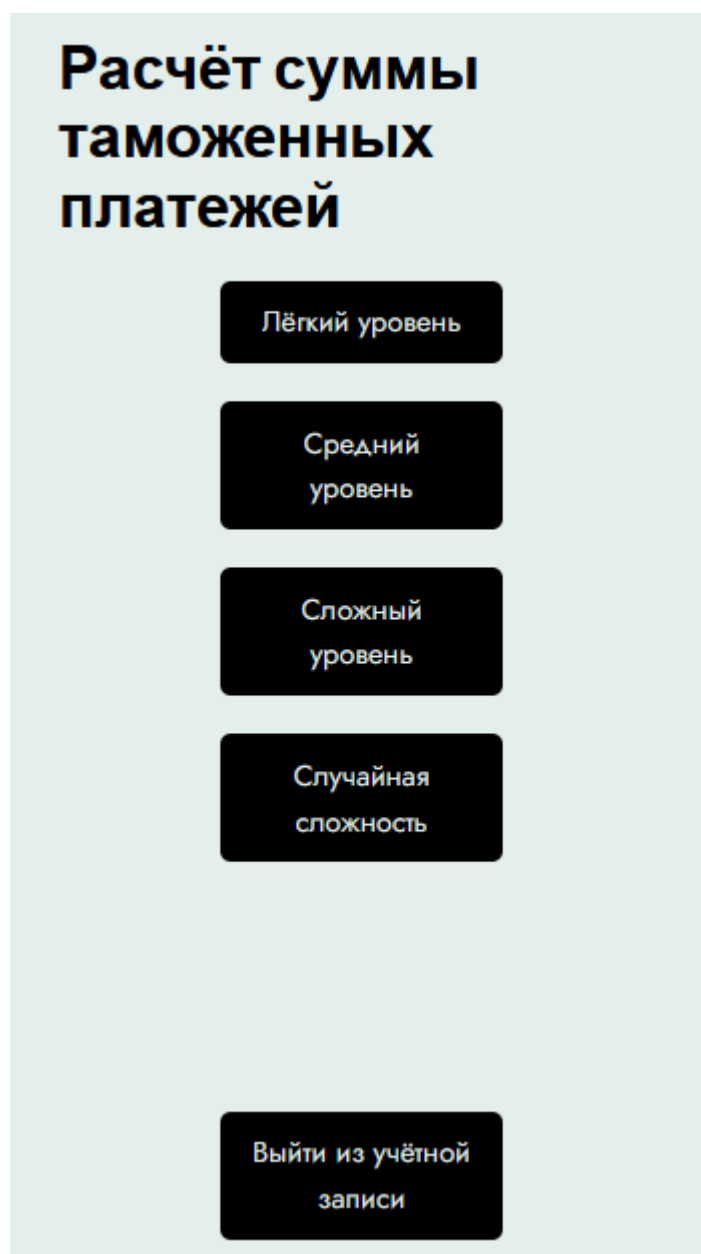 Расчёт суммы
таможенных
платежей
Лёгкий уровень
Средний
уровень
Сложный
уровень
Случайная
сложность
Выйти из учётной
записи